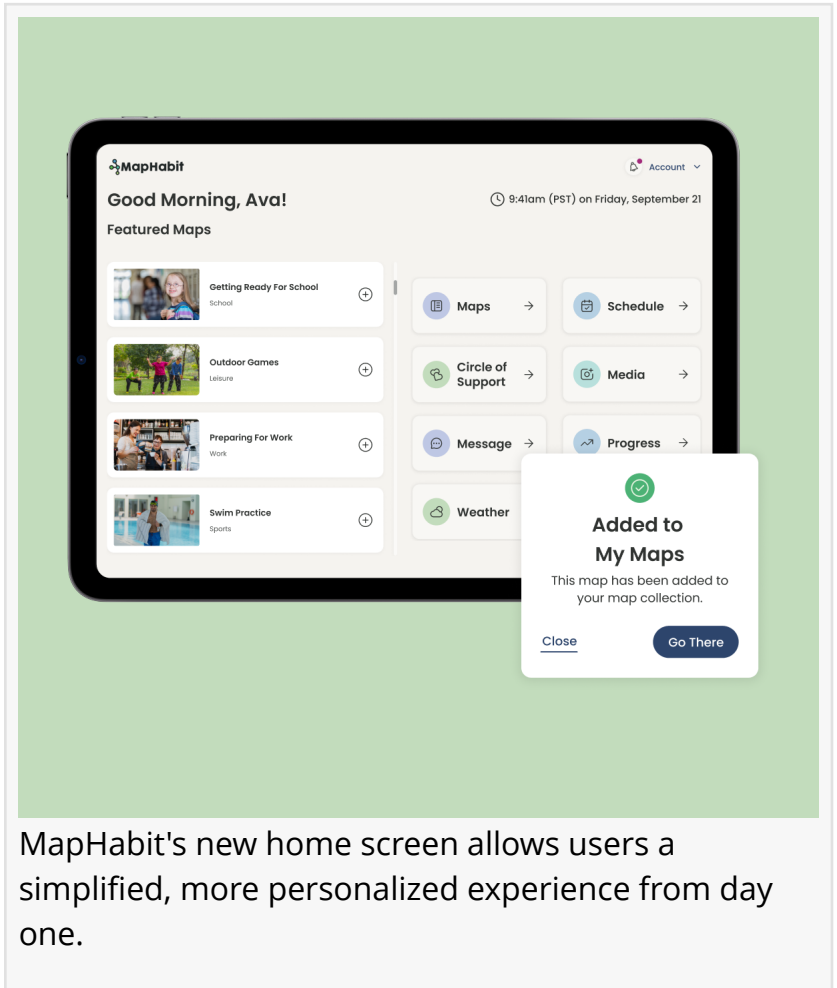 MapHabit
Account
Good Morning, Ava!
9:41am (PST) on Friday, September 21
Featured Maps
Getting Ready For School
School
Outdoor Games
Leisure
Preparing For Work
Work
Swim Practice
Sports
Maps
Schedule
Circle of
Support
Media
Message
Progress
Weather
Added to
My Maps
This map has been added to
your map collection.
Close
Go There
MapHabit's new home screen allows users a
simplified, more personalized experience from day
one.